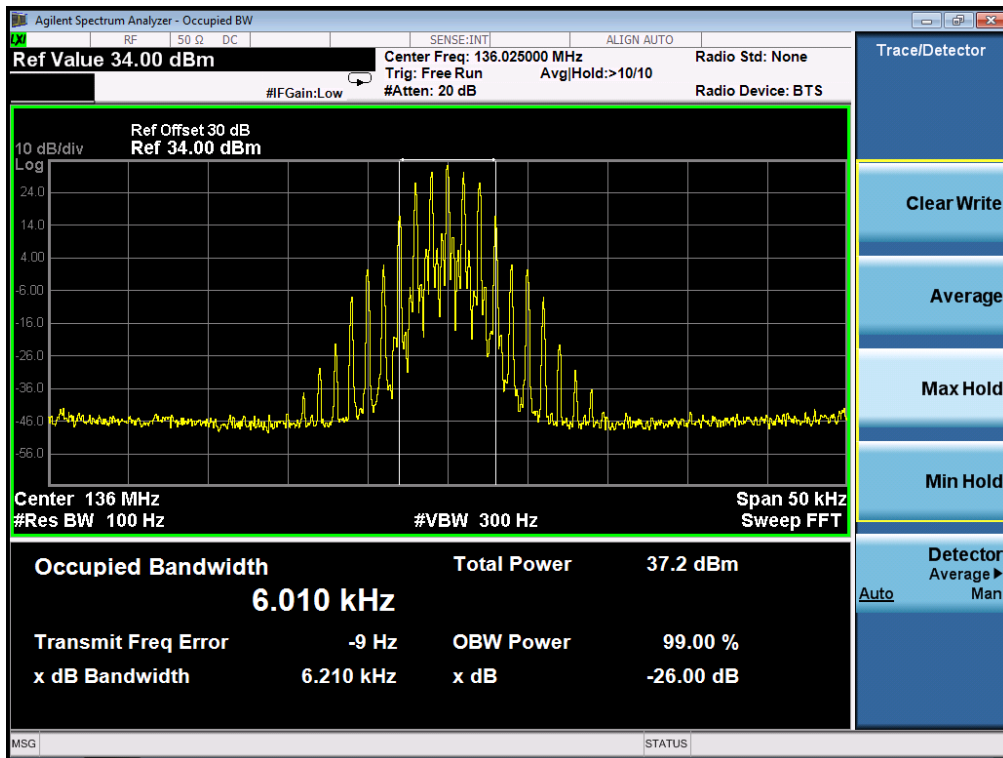 Agilent Spectrum Analyzer - Occupied BW
LXI RF 50 Ω DC SENSE:INT ALIGN AUTO
Ref Value 34.00 dBm
Center Freq: 136.025000 MHz Radio Std: None
Trig: Free Run Avg|Hold:>10/10
#IFGain:Low #Atten: 20 dB Radio Device: BTS
Ref Offset 30 dB
10 dB/div Ref 34.00 dBm
Log
24.0
14.0
4.00
-6.00
-16.0
-26.0
-36.0
-46.0
-56.0
Center 136 MHz Span 50 kHz
#Res BW 100 Hz #VBW 300 Hz Sweep FFT
Occupied Bandwidth Total Power 37.2 dBm
6.010 kHz
Transmit Freq Error -9 Hz OBW Power 99.00 %
x dB Bandwidth 6.210 kHz x dB -26.00 dB
MSG STATUS
Trace/Detector
Clear Write
Average
Max Hold
Min Hold
Detector
Average▶
Auto Man